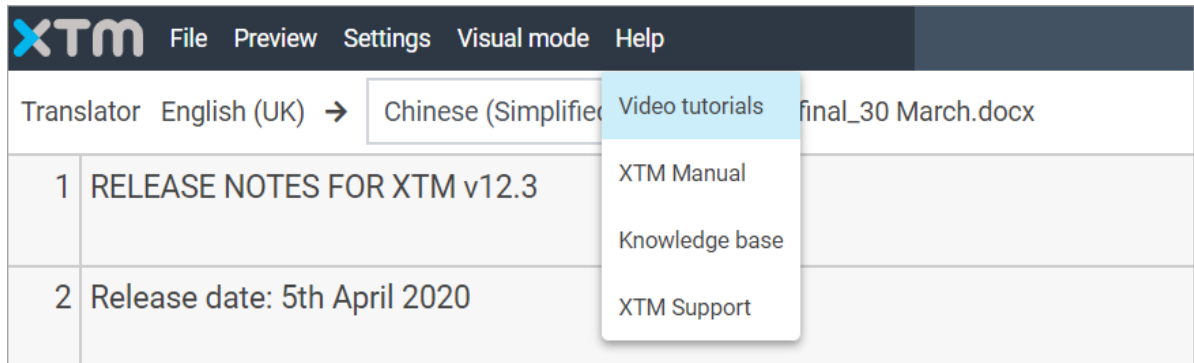 XTM File Preview Settings Visual mode Help
Translator English (UK) → Chinese (Simplified final_30 March.docx
Video tutorials
XTM Manual
Knowledge base
XTM Support
1 RELEASE NOTES FOR XTM v12.3
2 Release date: 5th April 2020